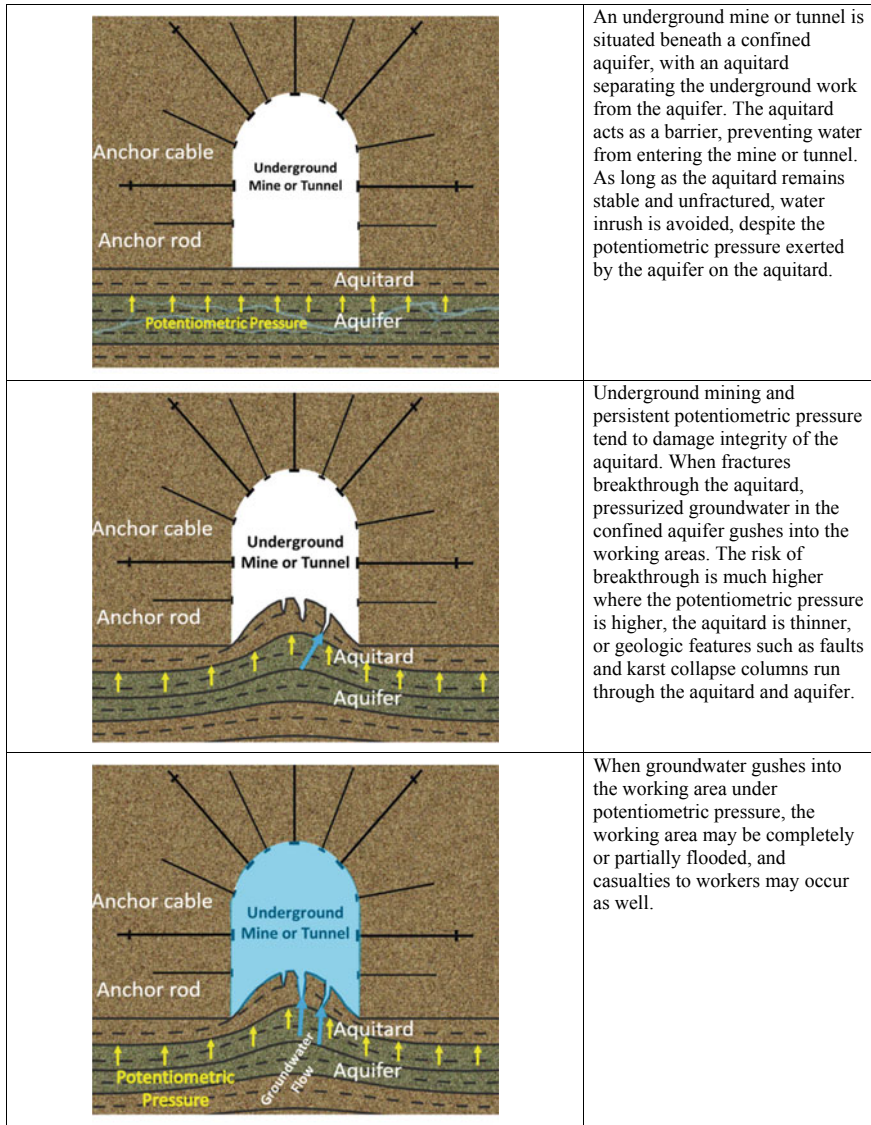 Anchor cable
Underground
Mine or Tunnel
Anchor rod
Aquitard
Potentiometric Pressure
Aquifer
An underground mine or tunnel is
situated beneath a confined
aquifer, with an aquitard
separating the underground work
from the aquifer. The aquitard
acts as a barrier, preventing water
from entering the mine or tunnel.
As long as the aquitard remains
stable and unfractured, water
inrush is avoided, despite the
potentiometric pressure exerted
by the aquifer on the aquitard.
Anchor cable
Underground
Mine or Tunnel
Anchor rod
Aquitard
Aquifer
Underground mining and
persistent potentiometric pressure
tend to damage integrity of the
aquitard. When fractures
breakthrough the aquitard,
pressurized groundwater in the
confined aquifer gushes into the
working areas. The risk of
breakthrough is much higher
where the potentiometric pressure
is higher, the aquitard is thinner,
or geologic features such as faults
and karst collapse columns run
through the aquitard and aquifer.
Anchor cable
Underground
Mine or Tunnel
Anchor rod
Aquitard
Aquifer
Potentiometric
Pressure
Groundwater
Flow
When groundwater gushes into
the working area under
potentiometric pressure, the
working area may be completely
or partially flooded, and
casualties to workers may occur
as well.